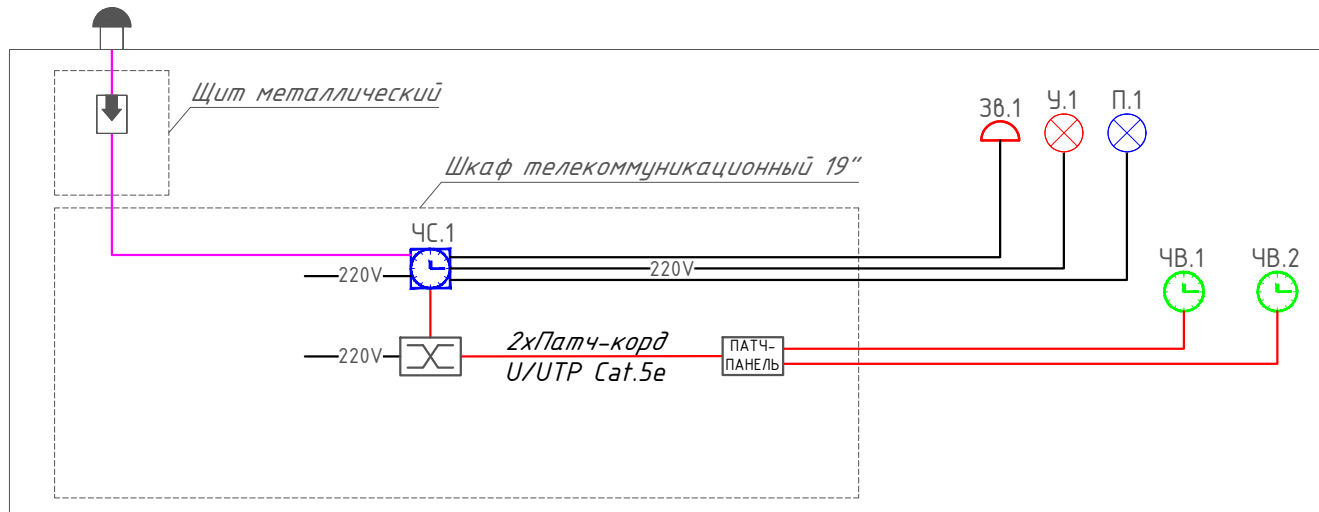 Щит металлический
Зв.1
У.1
П.1
Шкаф телекоммуникационный 19"
ЧС.1
220V
220V
ЧВ.1
ЧВ.2
220V
2хПатч-корд
U/UTP Cat.5e
ПАТЧ-
ПАНЕЛЬ